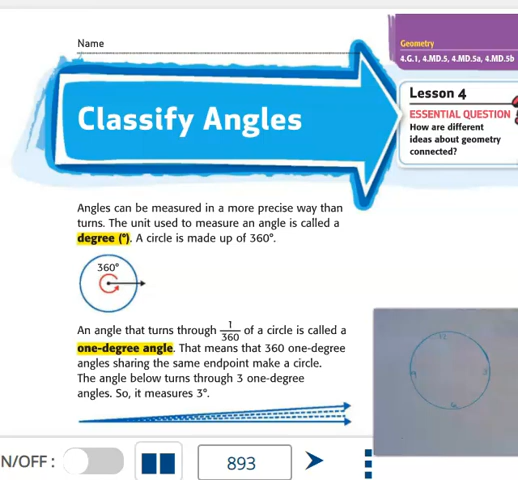 Name
Geometry
4.G.1, 4.MD.5, 4.MD.5a, 4.MD.5b
Classify Angles
Lesson 4
ESSENTIAL QUESTION
How are different
ideas about geometry
connected?
Angles can be measured in a more precise way than
turns. The unit used to measure an angle is called a
degree (°). A circle is made up of 360°.
360°
An angle that turns through 1/360 of a circle is called a
one-degree angle. That means that 360 one-degree
angles sharing the same endpoint make a circle.
The angle below turns through 3 one-degree
angles. So, it measures 3°.
12
9 3
N/OFF :
893